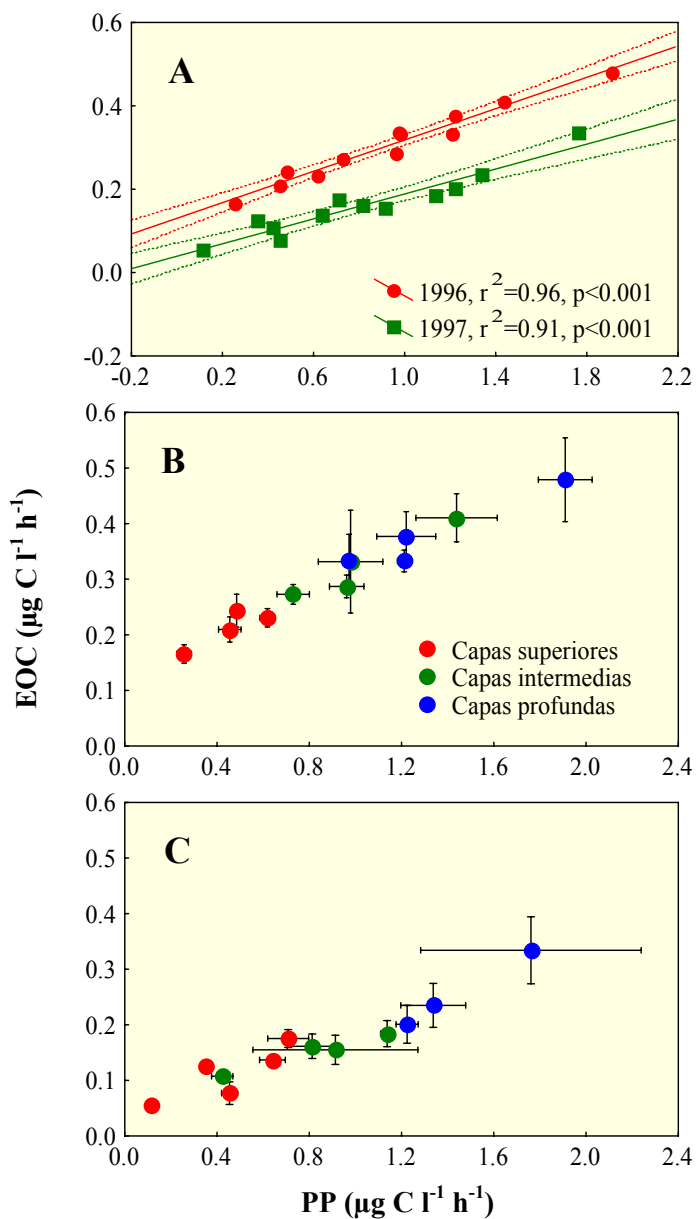 0.6
0.4
0.2
0.0
-0.2
A
1996, r²=0.96, p<0.001
1997, r²=0.91, p<0.001
-0.2 0.2 0.6 1.0 1.4 1.8 2.2
EOC (µg C l⁻¹ h⁻¹)
0.6
0.5
0.4
0.3
0.2
0.1
0.0
B
Capas superiores
Capas intermedias
Capas profundas
0.0 0.4 0.8 1.2 1.6 2.0 2.4
0.6
0.5
0.4
0.3
0.2
0.1
0.0
C
0.0 0.4 0.8 1.2 1.6 2.0 2.4
PP (µg C l⁻¹ h⁻¹)